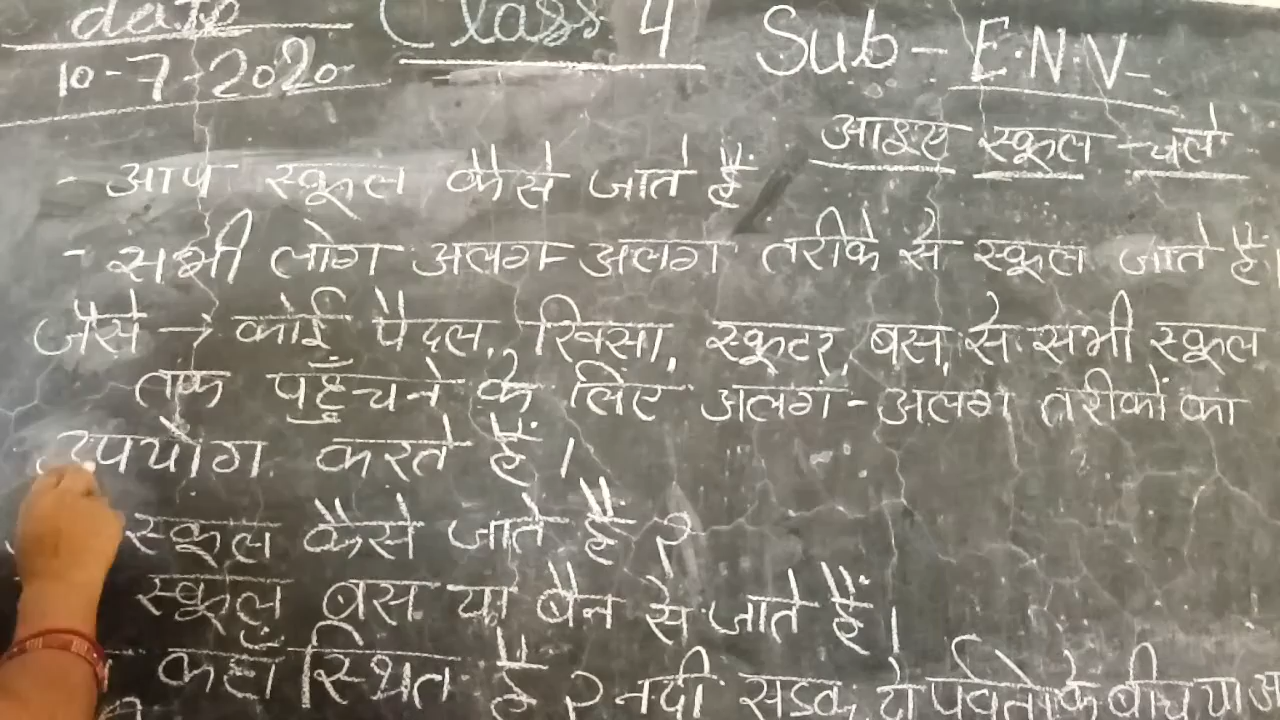 date Class 4 Sub - E.N.V-
10-7-2020
आइए स्कूल चले
- आप स्कूल कैसे जाते हैं
- सभी लोग अलग-अलग तरीके से स्कूल जाते हैं।
जैसे → कोई पैदल, रिक्सा, स्कूटर, बस, से सभी स्कूल
तक पहुँचने के लिए अलग-अलग तरीकों का
उपयोग करते हैं।
स्कूल कैसे जाते हैं ?
स्कूल बस या बैन से जाते हैं।
कहाँ स्थित है ? नदी सड़क, दो पर्वतो के बीच, या